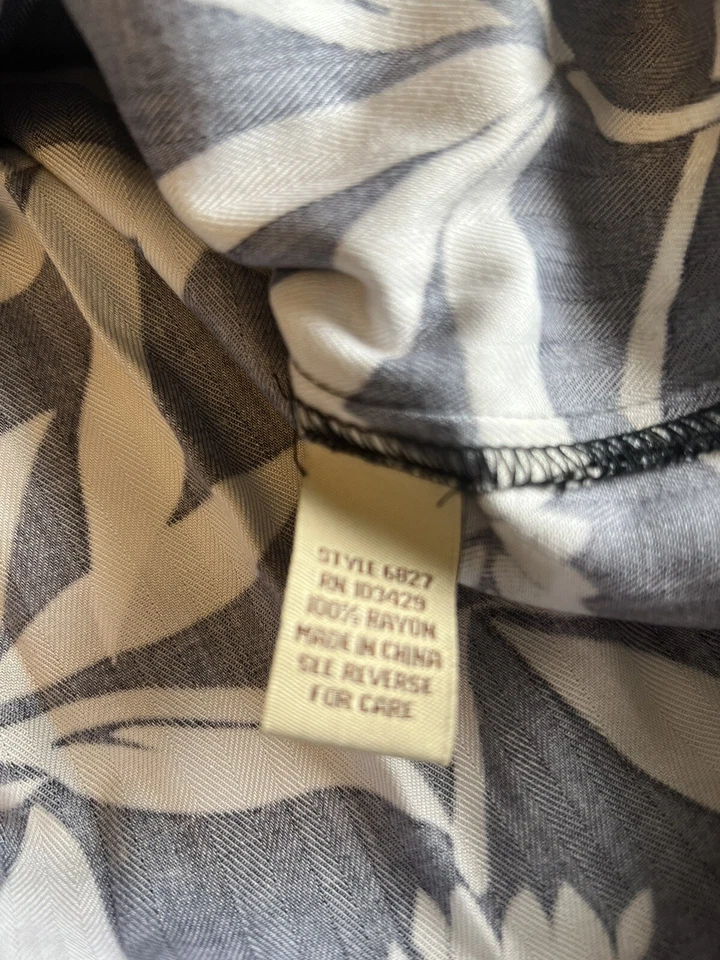 STYLE 6827
RN 103429
100% RAYON
MADE IN CHINA
SEE REVERSE
FOR CARE